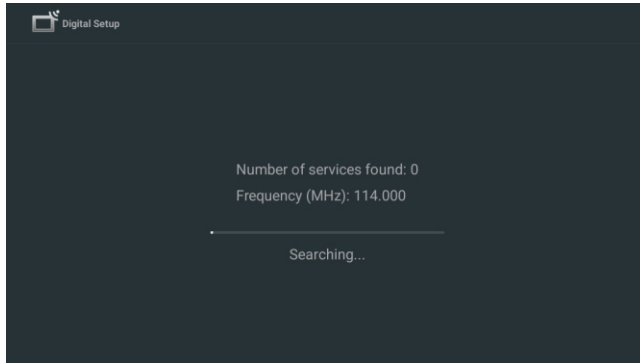 Digital Setup
Number of services found: 0
Frequency (MHz): 114.000
Searching...